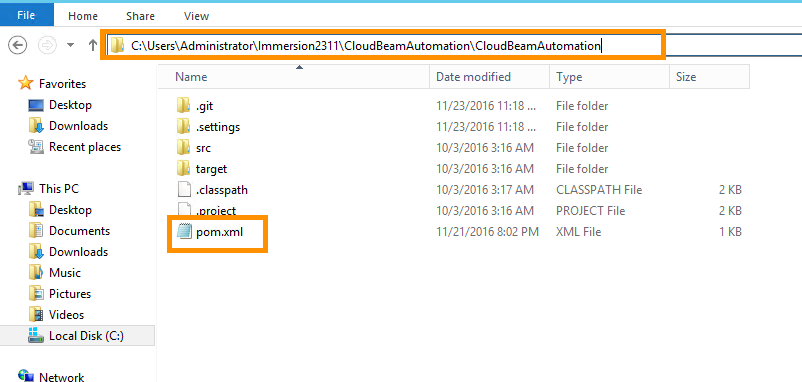 File Home Share View
C:\Users\Administrator\Immersion2311\CloudBeamAutomation\CloudBeamAutomation
Name Date modified Type Size
Favorites
Desktop
Downloads
Recent places
This PC
Desktop
Documents
Downloads
Music
Pictures
Videos
Local Disk (C:)
Network
.git 11/23/2016 11:18 ... File folder
.settings 11/23/2016 11:18 ... File folder
src 10/3/2016 3:16 AM File folder
target 10/3/2016 3:16 AM File folder
.classpath 10/3/2016 3:17 AM CLASSPATH File 2 KB
.project 10/3/2016 3:16 AM PROJECT File 2 KB
pom.xml 11/21/2016 8:02 PM XML File 1 KB